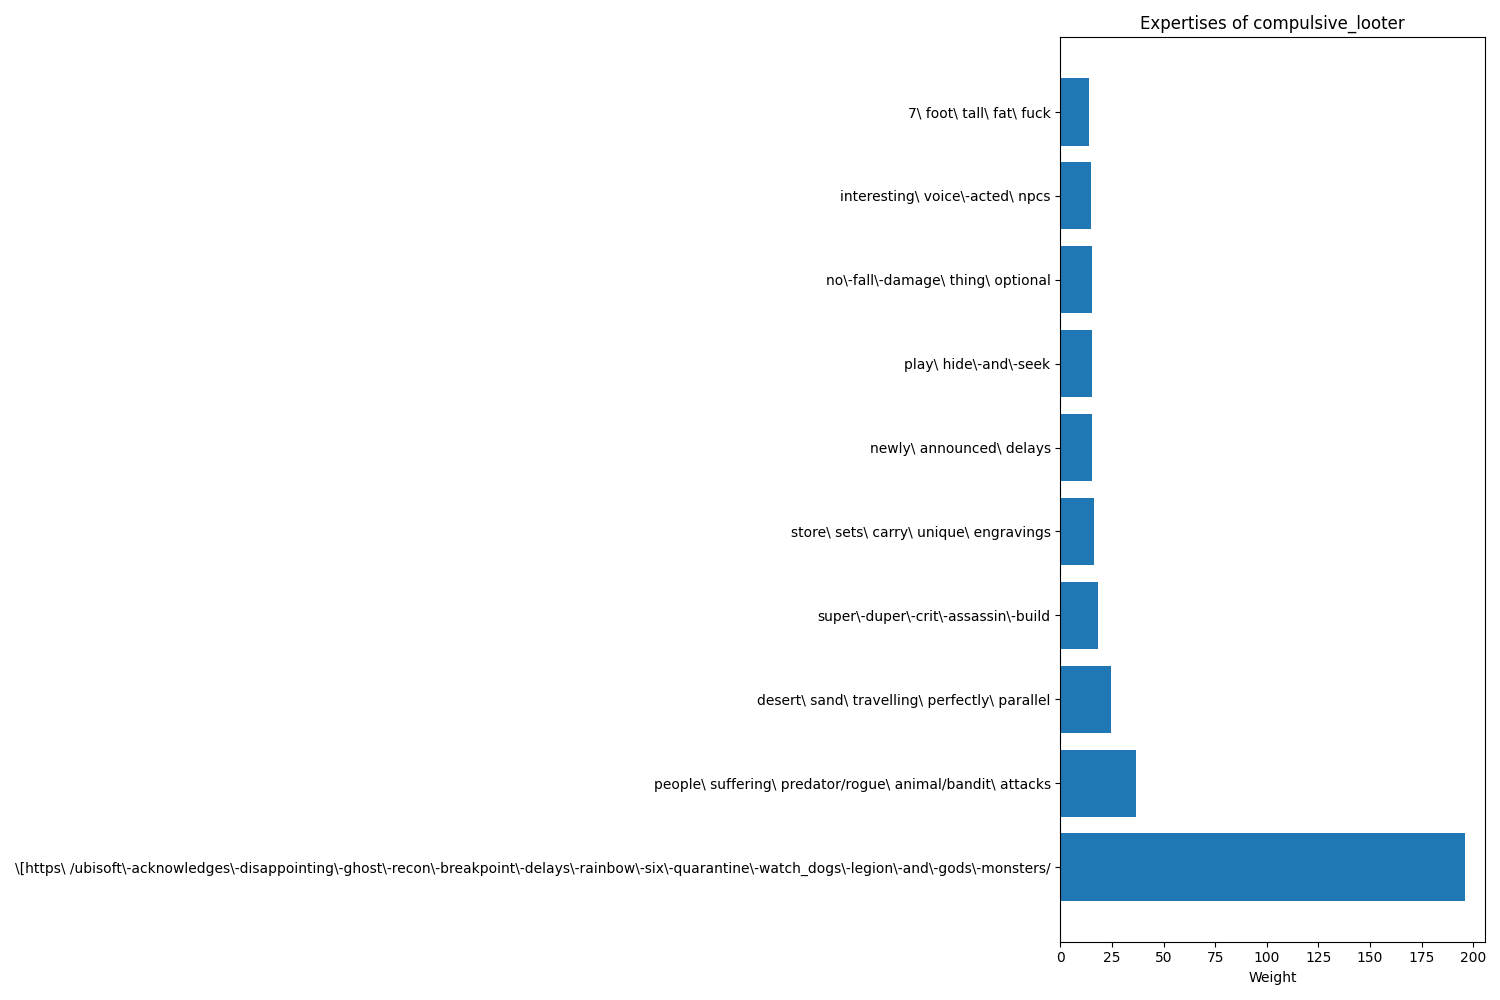 Expertises of compulsive_looter
7\ foot\ tall\ fat\ fuck
interesting\ voice\-acted\ npcs
no\-fall\-damage\ thing\ optional
play\ hide\-and\-seek
newly\ announced\ delays
store\ sets\ carry\ unique\ engravings
super\-duper\-crit\-assassin\-build
desert\ sand\ travelling\ perfectly\ parallel
people\ suffering\ predator/rogue\ animal/bandit\ attacks
\[https\ /ubisoft\-acknowledges\-disappointing\-ghost\-recon\-breakpoint\-delays\-rainbow\-six\-quarantine\-watch_dogs\-legion\-and\-gods\-monsters/
0 25 50 75 100 125 150 175 200
Weight